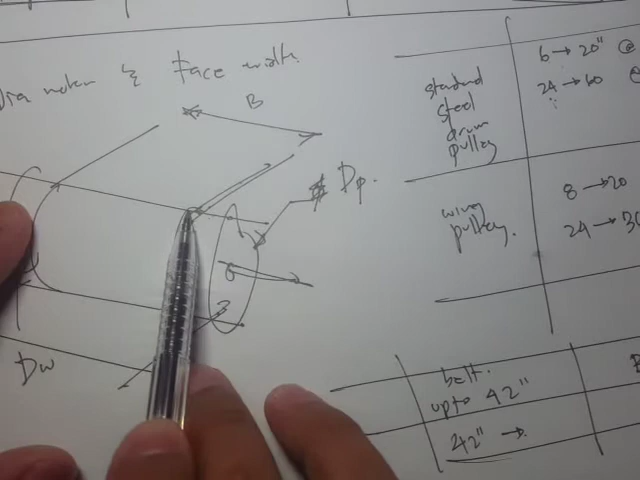 & Face width
B
Dp.
Dw
standard
steel
drum
pulley
6 → 20" @
24 → 60
wing
pulley.
8 → 20
24 → 30
belt.
upto 42"
B
42" →